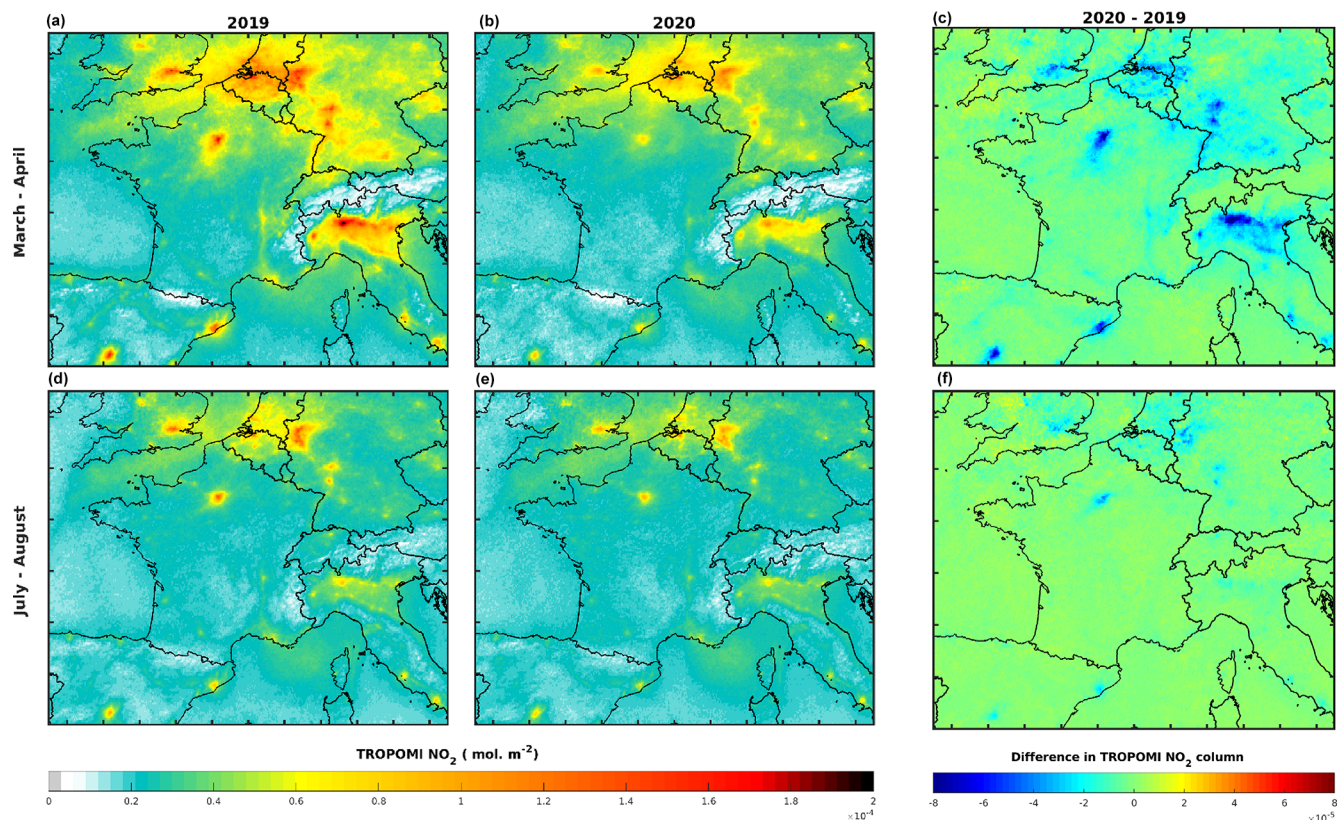 (a) 2019
(b) 2020
(c) 2020 - 2019
March - April
(d)
(e)
(f)
July - August
TROPOMI NO2 ( mol. m-2)
0 0.2 0.4 0.6 0.8 1 1.2 1.4 1.6 1.8 2
×10-4
Difference in TROPOMI NO2 column
-8 -6 -4 -2 0 2 4 6 8
×10-5